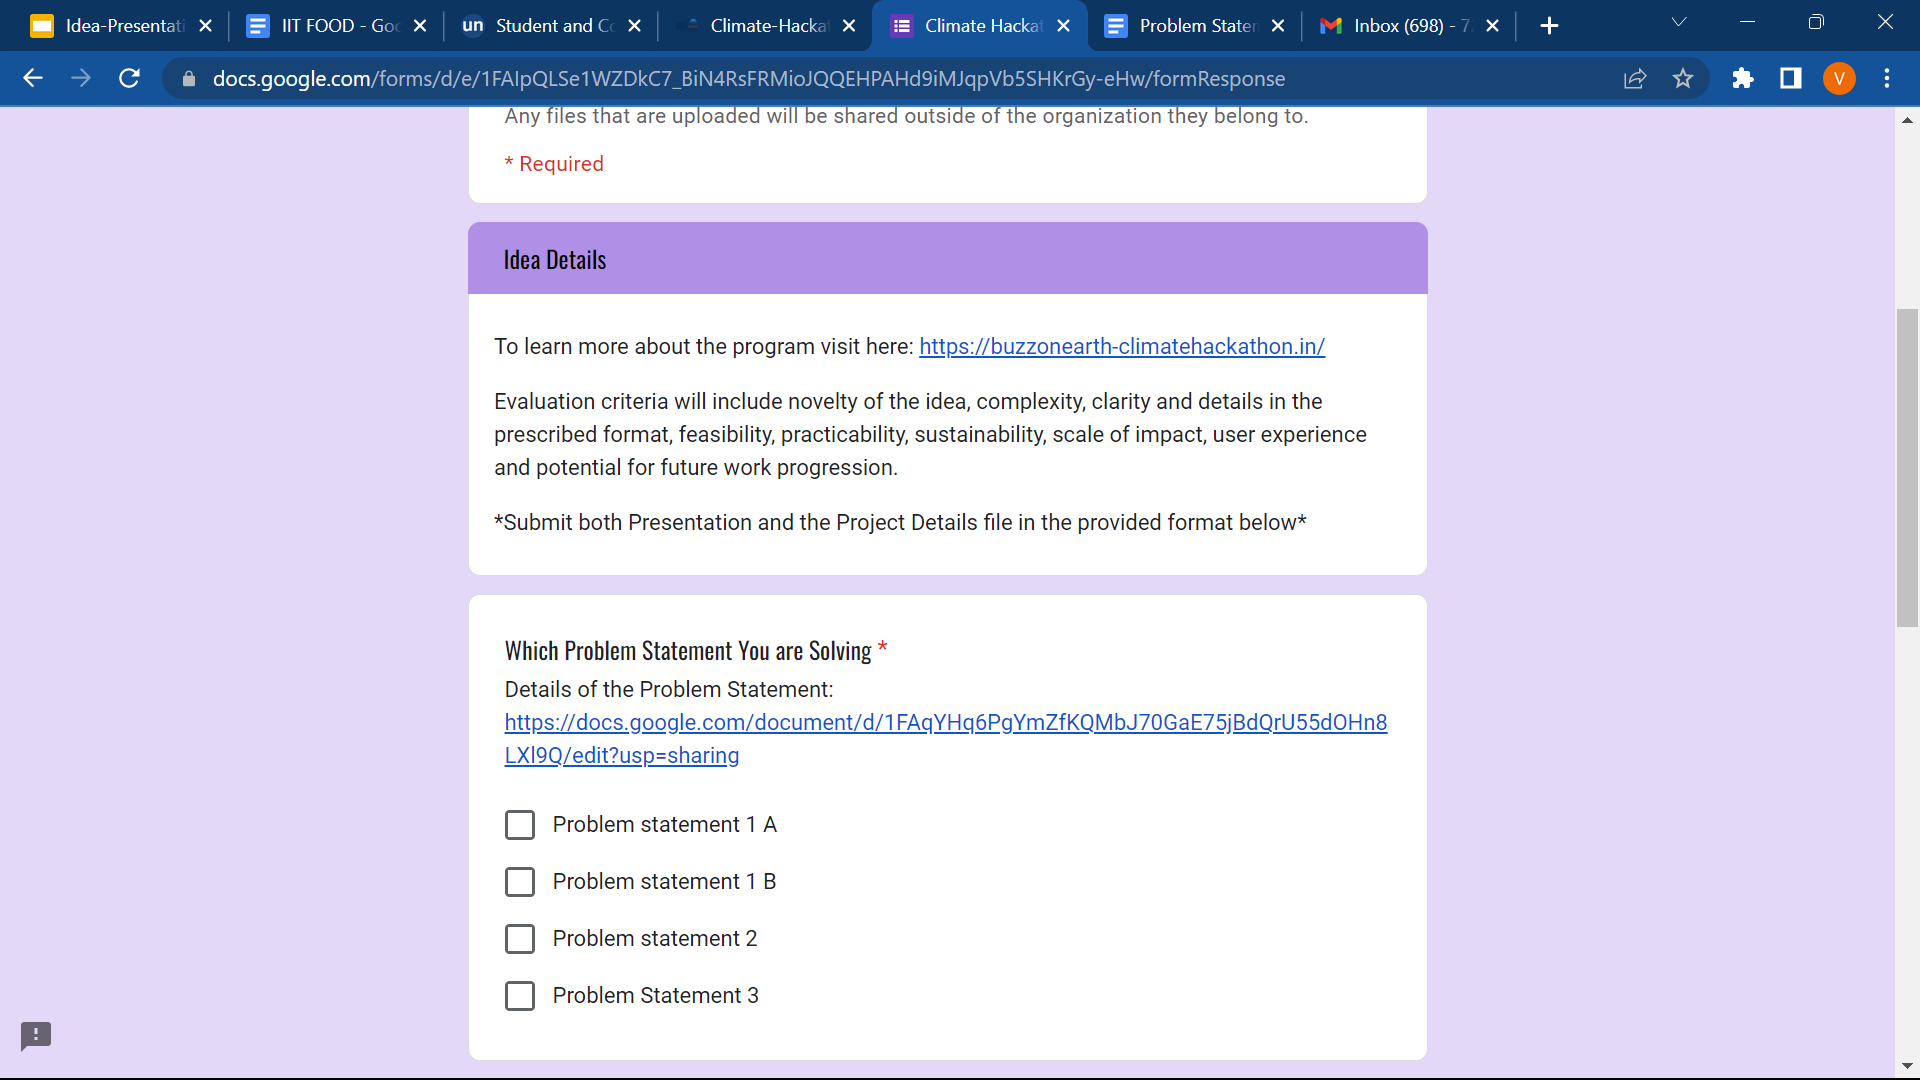 Idea-Presentati
IIT FOOD - Goo
un Student and Co
Climate-Hacka
Climate Hackat
Problem Statem
Inbox (698) - 7
docs.google.com/forms/d/e/1FAIpQLSe1WZDkC7_BiN4RsFRMioJQQEHPAHd9iMJqpVb5SHKrGy-eHw/formResponse
V
Any files that are uploaded will be shared outside of the organization they belong to.
* Required
Idea Details
To learn more about the program visit here: https://buzzonearth-climatehackathon.in/
Evaluation criteria will include novelty of the idea, complexity, clarity and details in the
prescribed format, feasibility, practicability, sustainability, scale of impact, user experience
and potential for future work progression.
*Submit both Presentation and the Project Details file in the provided format below*
Which Problem Statement You are Solving *
Details of the Problem Statement:
https://docs.google.com/document/d/1FAqYHq6PgYmZfKQMbJ70GaE75jBdQrU55dOHn8
LXl9Q/edit?usp=sharing
Problem statement 1 A
Problem statement 1 B
Problem statement 2
Problem Statement 3